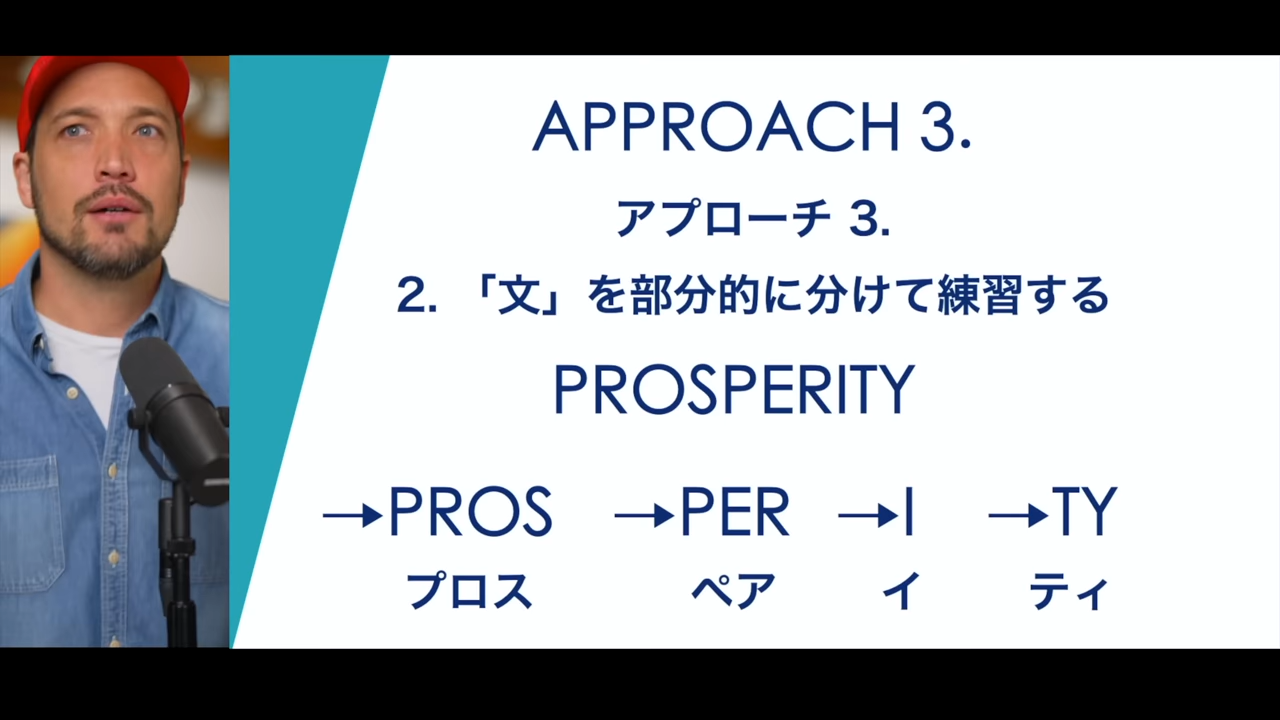 APPROACH 3.
アプローチ 3.
2. 「文」を部分的に分けて練習する
PROSPERITY
→PROS →PER →I →TY
プロス ペア イ ティ